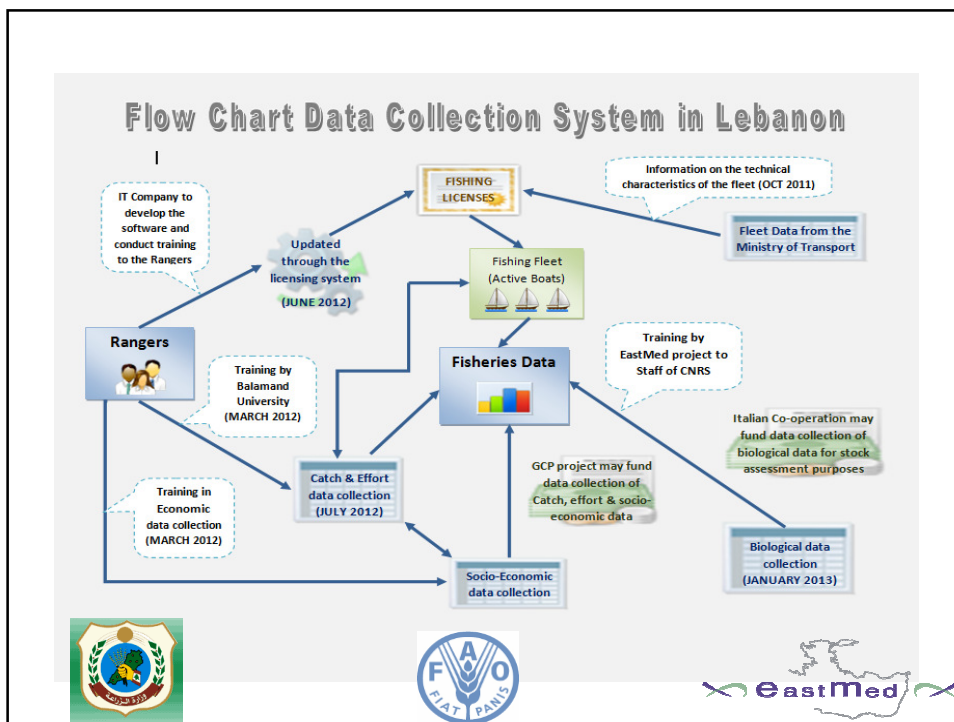 Flow Chart Data Collection System in Lebanon
IT Company to
develop the
software and
conduct training
to the Rangers
FISHING
LICENSES
Information on the technical
characteristics of the fleet (OCT 2011)
Fleet Data from the
Ministry of Transport
Updated
through the
licensing system
(JUNE 2012)
Fishing Fleet
(Active Boats)
Rangers
Training by
Balamand
University
(MARCH 2012)
Fisheries Data
Training by
EastMed project to
Staff of CNRS
Italian Co-operation may
fund data collection of
biological data for stock
assessment purposes
GCP project may fund
data collection of
Catch, effort & socio-
economic data
Catch & Effort
data collection
(JULY 2012)
Training in
Economic
data collection
(MARCH 2012)
Socio-Economic
data collection
Biological data
collection
(JANUARY 2013)
وزارة الزراعة
F A O
FIAT PANIS
eastMed